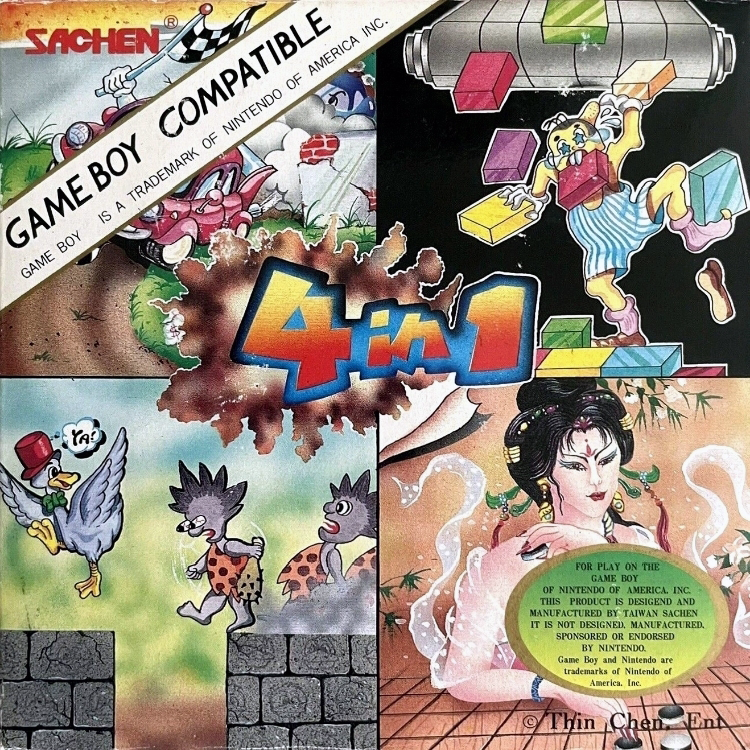 SACHEN®
GAME BOY COMPATIBLE
GAME BOY IS A TRADEMARK OF NINTENDO OF AMERICA INC.
4 in 1
YA!
FOR PLAY ON THE
GAME BOY
OF NINTENDO OF AMERICA, INC.
THIS PRODUCT IS DESIGEND AND
MANUFACTURED BY TAIWAN SACHEN
IT IS NOT DESIGNED, MANUFACTURED,
SPONSORED OR ENDORSED
BY NINTENDO.
Game Boy and Nintendo are
trademarks of Nintendo of
America, Inc.
© Thin Chen. Ent